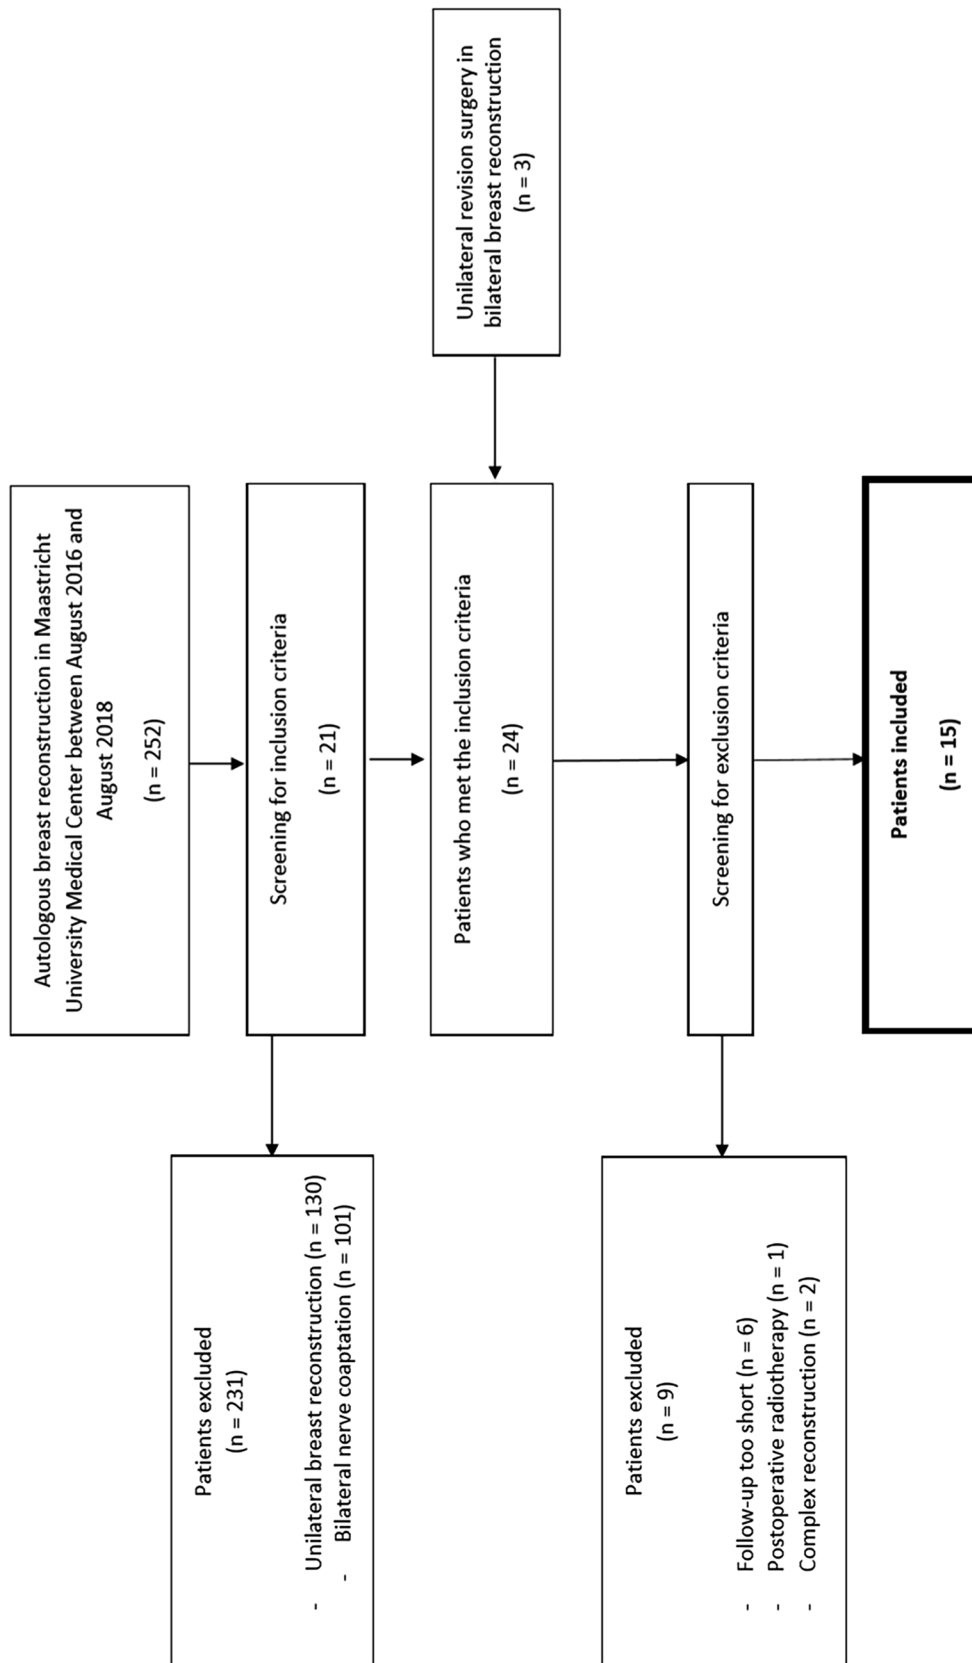 Autologous breast reconstruction in Maastricht
University Medical Center between August 2016 and
August 2018
(n = 252)
Screening for inclusion criteria
(n = 21)
Patients excluded
(n = 231)
- Unilateral breast reconstruction (n = 130)
- Bilateral nerve coaptation (n = 101)
Unilateral revision surgery in
bilateral breast reconstruction
(n = 3)
Patients who met the inclusion criteria
(n = 24)
Screening for exclusion criteria
Patients excluded
(n = 9)
- Follow-up too short (n = 6)
- Postoperative radiotherapy (n = 1)
- Complex reconstruction (n = 2)
Patients included
(n = 15)